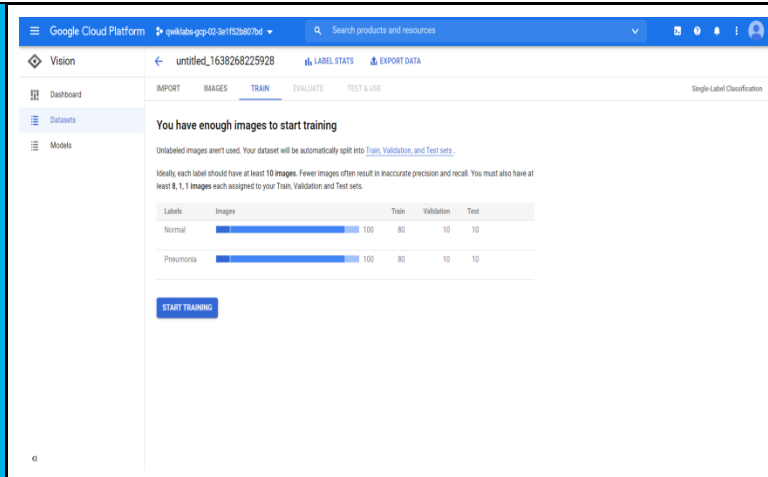 Google Cloud Platform qwiklabs-gcp-02-3e1f52b807bd Search products and resources
Vision untitled_1638268225928 LABEL STATS EXPORT DATA
Dashboard
Datasets
Models
IMPORT IMAGES TRAIN EVALUATE TEST & USE Single-Label Classification
You have enough images to start training
Unlabeled images aren't used. Your dataset will be automatically split into Train, Validation, and Test sets .
Ideally, each label should have at least 10 images. Fewer images often result in inaccurate precision and recall. You must also have at
least 8, 1, 1 images each assigned to your Train, Validation and Test sets.
Labels Images Train Validation Test
Normal 100 80 10 10
Pneumonia 100 80 10 10
START TRAINING